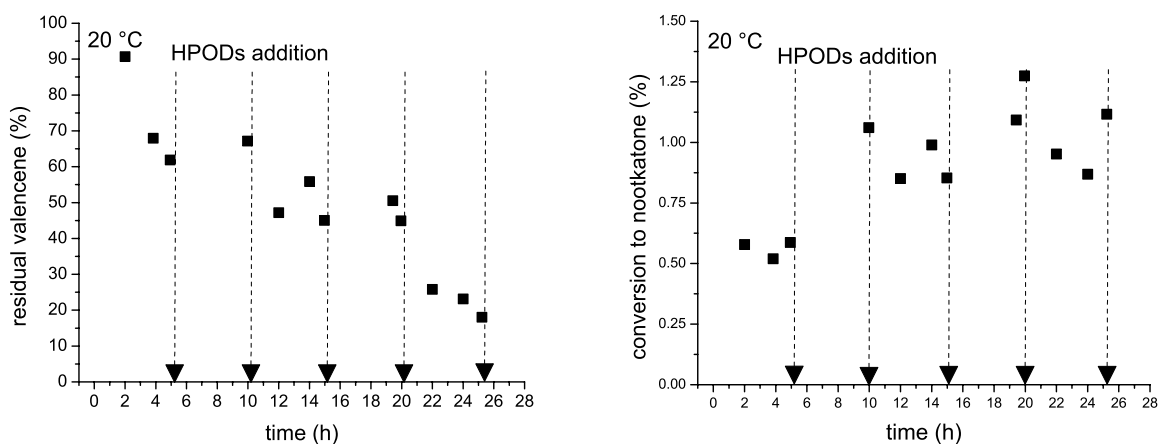 100
90
80
70
60
50
40
30
20
10
0
residual valencene (%)
20 °C
HPODs addition
0 2 4 6 8 10 12 14 16 18 20 22 24 26 28
time (h)
1.50
1.25
1.00
0.75
0.50
0.25
0.00
conversion to nootkatone (%)
20 °C
HPODs addition
0 2 4 6 8 10 12 14 16 18 20 22 24 26 28
time (h)